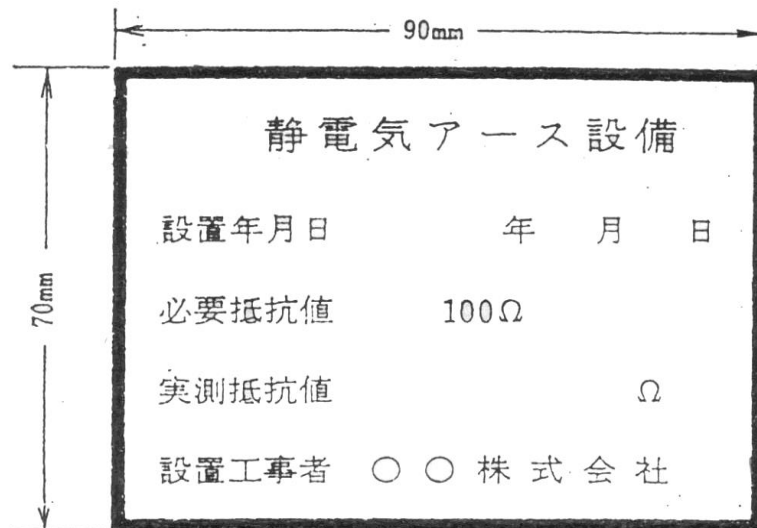 90mm
70mm
静電気アース設備
設置年月日 年 月 日
必要抵抗値 100Ω
実測抵抗値 Ω
設置工事者 ○○株式会社